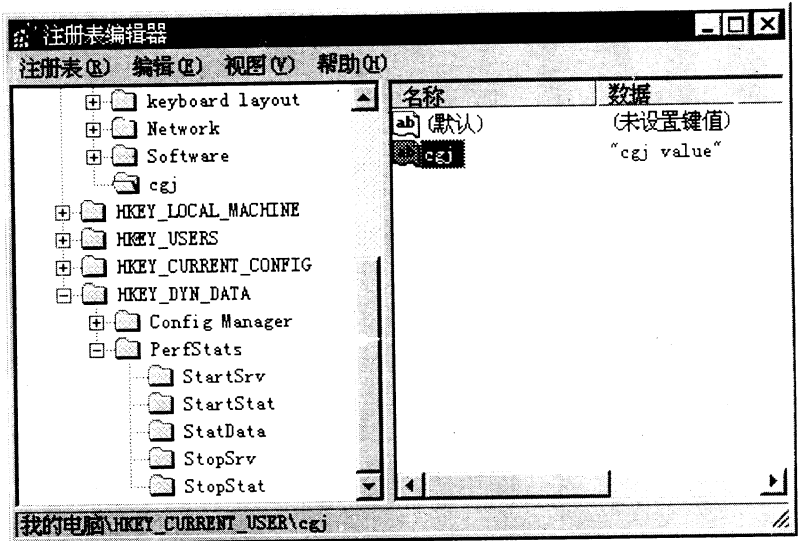 注册表编辑器
注册表(R) 编辑(E) 视图(V) 帮助(H)
keyboard layout
Network
Software
cgj
HKEY_LOCAL_MACHINE
HKEY_USERS
HKEY_CURRENT_CONFIG
HKEY_DYN_DATA
Config Manager
PerfStats
StartSrv
StartStat
StatData
StopSrv
StopStat
名称 数据
ab (默认) (未设置键值)
ab cgj "cgj value"
我的电脑\HKEY_CURRENT_USER\cgj